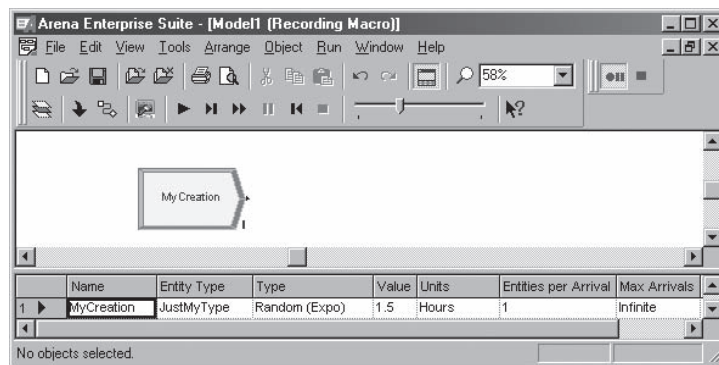 Arena Enterprise Suite - [Model1 (Recording Macro)]
File Edit View Tools Arrange Object Run Window Help
58%
MyCreation
Name Entity Type Type Value Units Entities per Arrival Max Arrivals
1 MyCreation JustMyType Random (Expo) 1.5 Hours 1 Infinite
No objects selected.